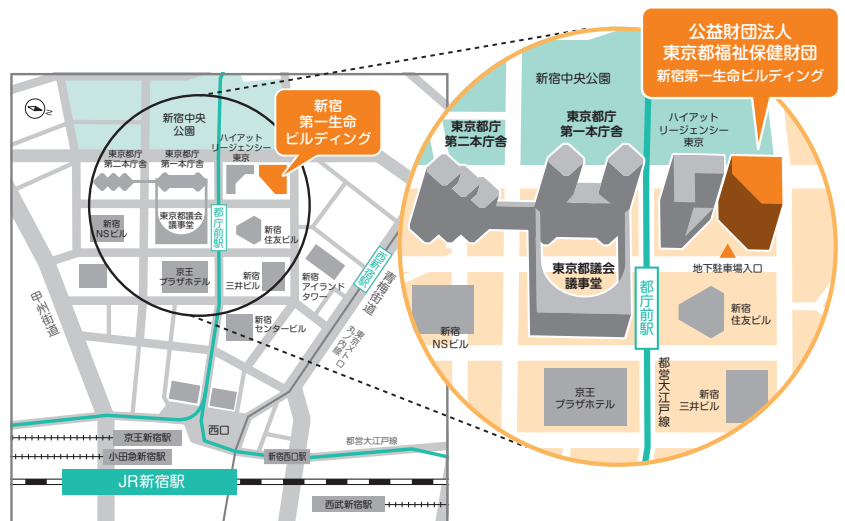 N
新宿中央
公園
新宿
第一生命
ビルディング
ハイアット
リージェンシー
東京
東京都庁
第二本庁舎
東京都庁
第一本庁舎
東京都議会
議事堂
都庁前駅
新宿
NSビル
新宿
住友ビル
京王
プラザホテル
新宿
三井ビル
新宿
アイランド
タワー
西新宿駅
青梅街道
甲州街道
新宿
センタービル
東京メトロ
丸ノ内線
西口
都営大江戸線
京王新宿駅
小田急新宿駅
新宿西口駅
JR新宿駅
西武新宿駅
公益財団法人
東京都福祉保健財団
新宿第一生命ビルディング
新宿中央公園
東京都庁
第二本庁舎
東京都庁
第一本庁舎
ハイアット
リージェンシー
東京
地下駐車場入口
東京都議会
議事堂
都庁前駅
新宿
NSビル
新宿
住友ビル
京王
プラザホテル
都営大江戸線
新宿
三井ビル